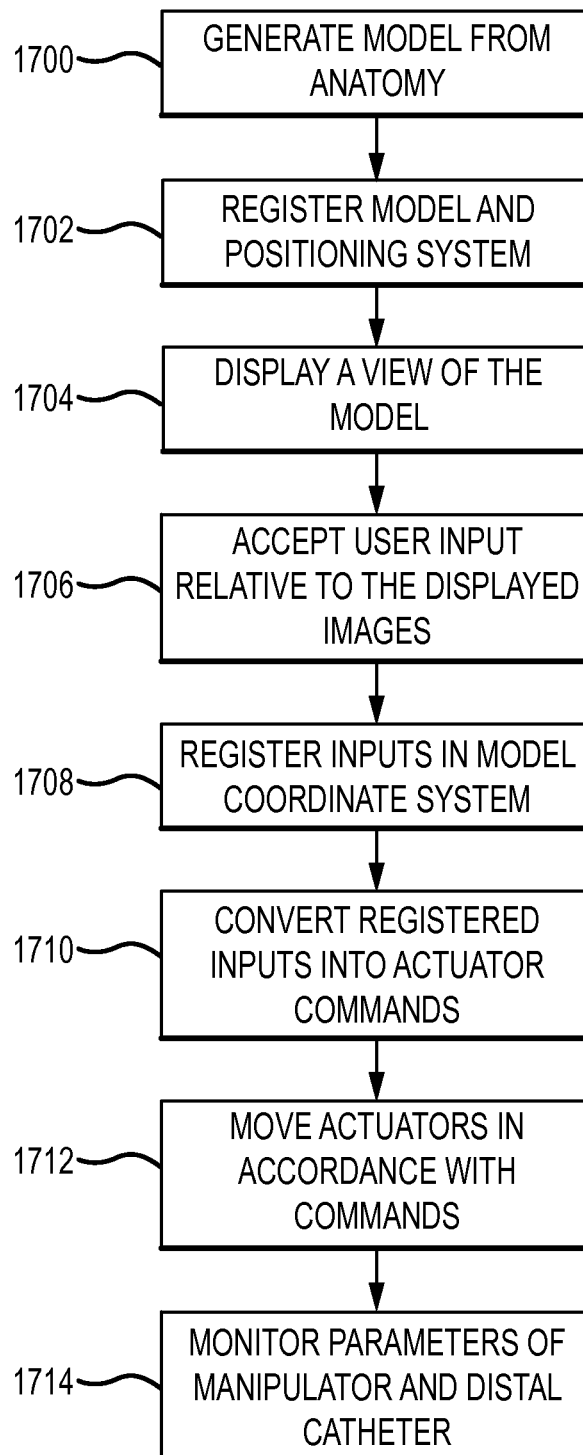 1700
GENERATE MODEL FROM
ANATOMY
1702
REGISTER MODEL AND
POSITIONING SYSTEM
1704
DISPLAY A VIEW OF THE
MODEL
1706
ACCEPT USER INPUT
RELATIVE TO THE DISPLAYED
IMAGES
1708
REGISTER INPUTS IN MODEL
COORDINATE SYSTEM
1710
CONVERT REGISTERED
INPUTS INTO ACTUATOR
COMMANDS
1712
MOVE ACTUATORS IN
ACCORDANCE WITH
COMMANDS
1714
MONITOR PARAMETERS OF
MANIPULATOR AND DISTAL
CATHETER